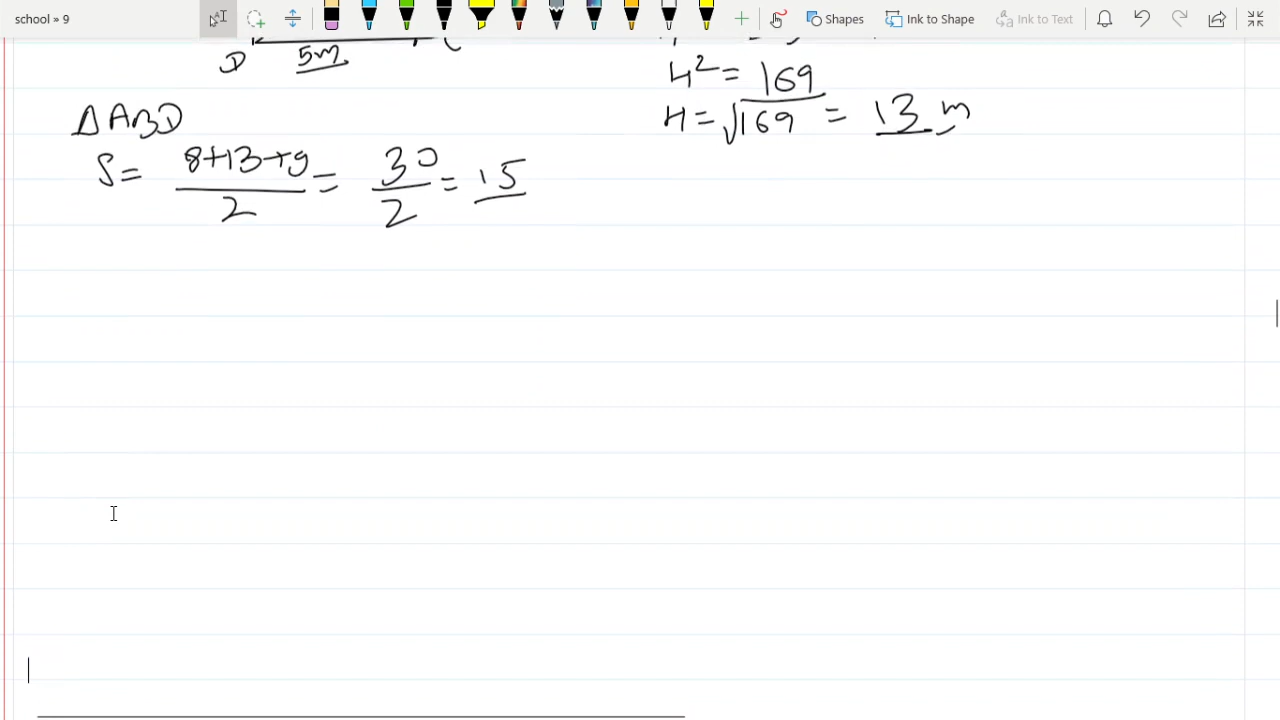 school » 9
Shapes
Ink to Shape
Ink to Text
D 5m
H² = 169
H = √169 = 13 m
Δ ABD
S = 8+13+9/2 = 30/2 = 15